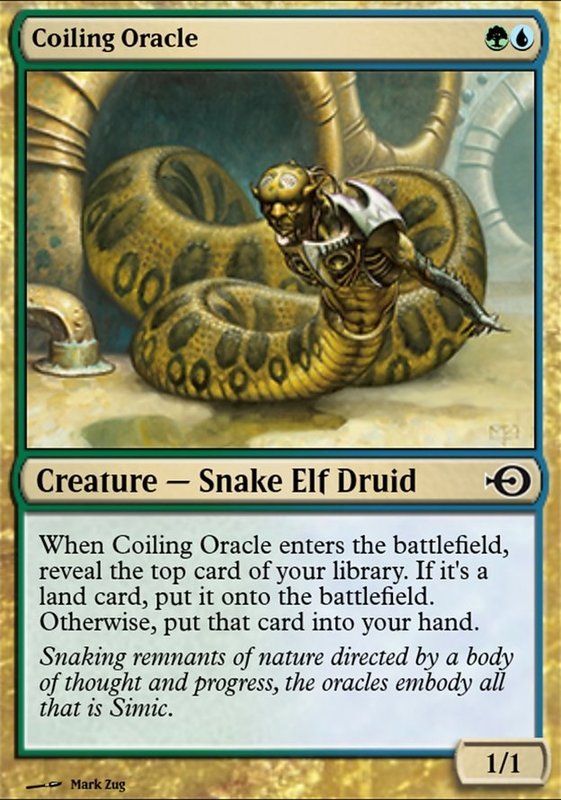 Coiling Oracle
Creature — Snake Elf Druid
When Coiling Oracle enters the battlefield,
reveal the top card of your library. If it's a
land card, put it onto the battlefield.
Otherwise, put that card into your hand.
Snaking remnants of nature directed by a body
of thought and progress, the oracles embody all
that is Simic.
1/1
Mark Zug